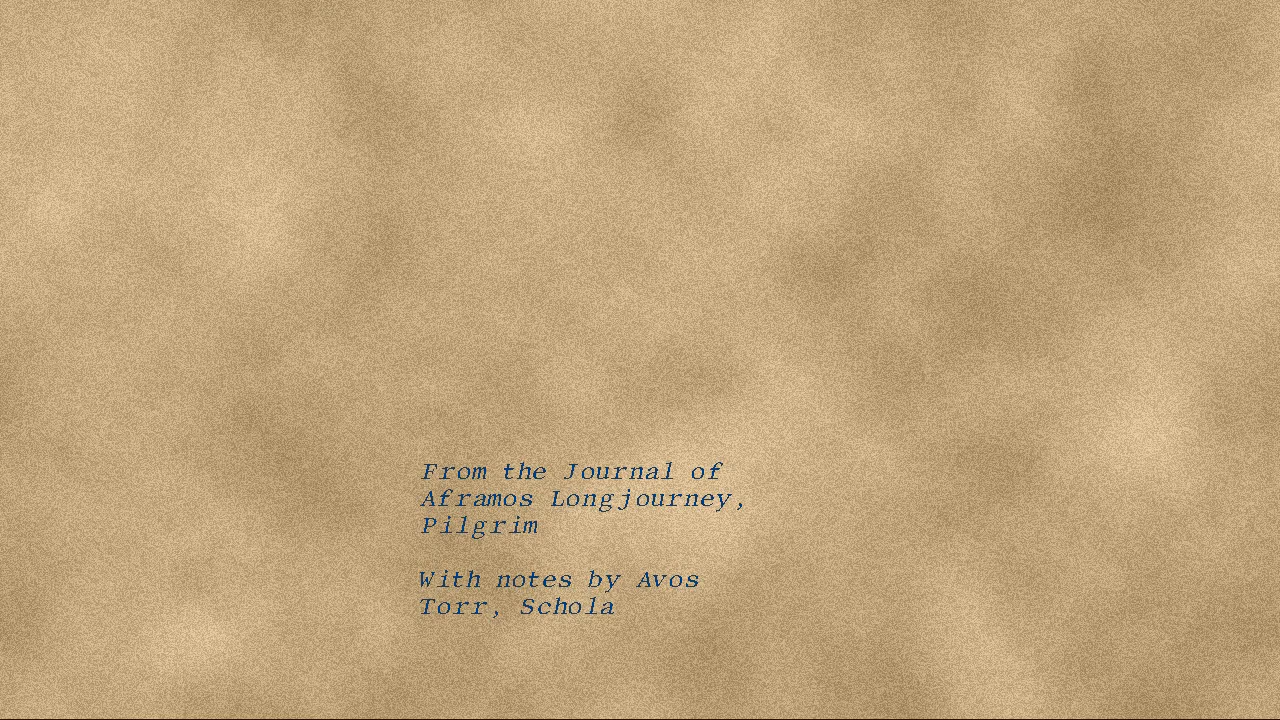 From the Journal of
Aframos Longjourney,
Pilgrim
With notes by Avos
Torr, Schola